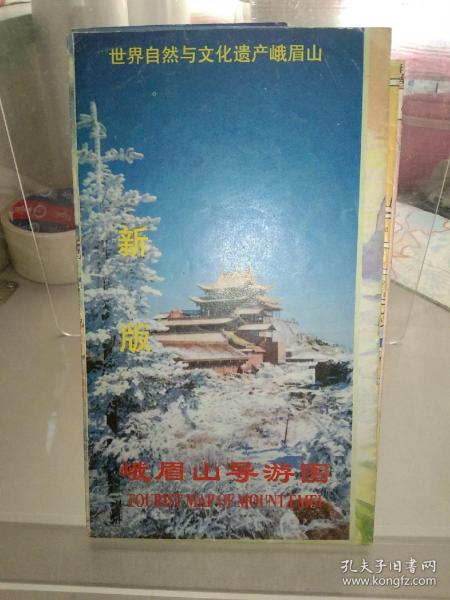 世界自然与文化遗产峨眉山
新
版
峨眉山导游图
TOURIST MAP OF MOUNT EMEI
孔夫子旧书网
www.kongfz.com